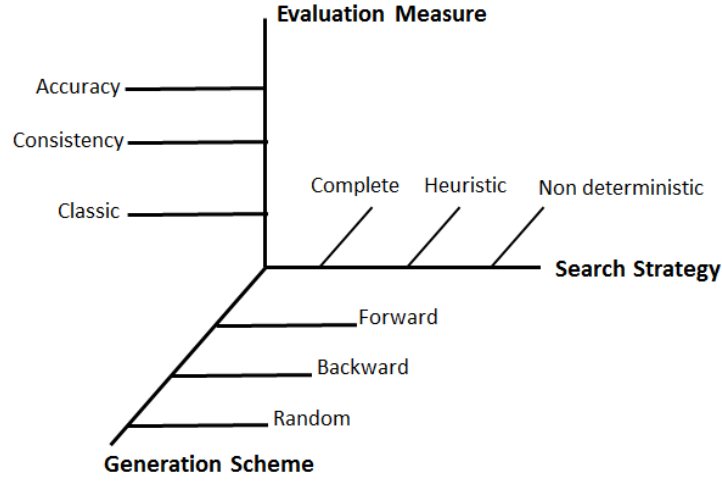 Evaluation Measure
Accuracy
Consistency
Complete Heuristic Non deterministic
Classic
Search Strategy
Forward
Backward
Random
Generation Scheme